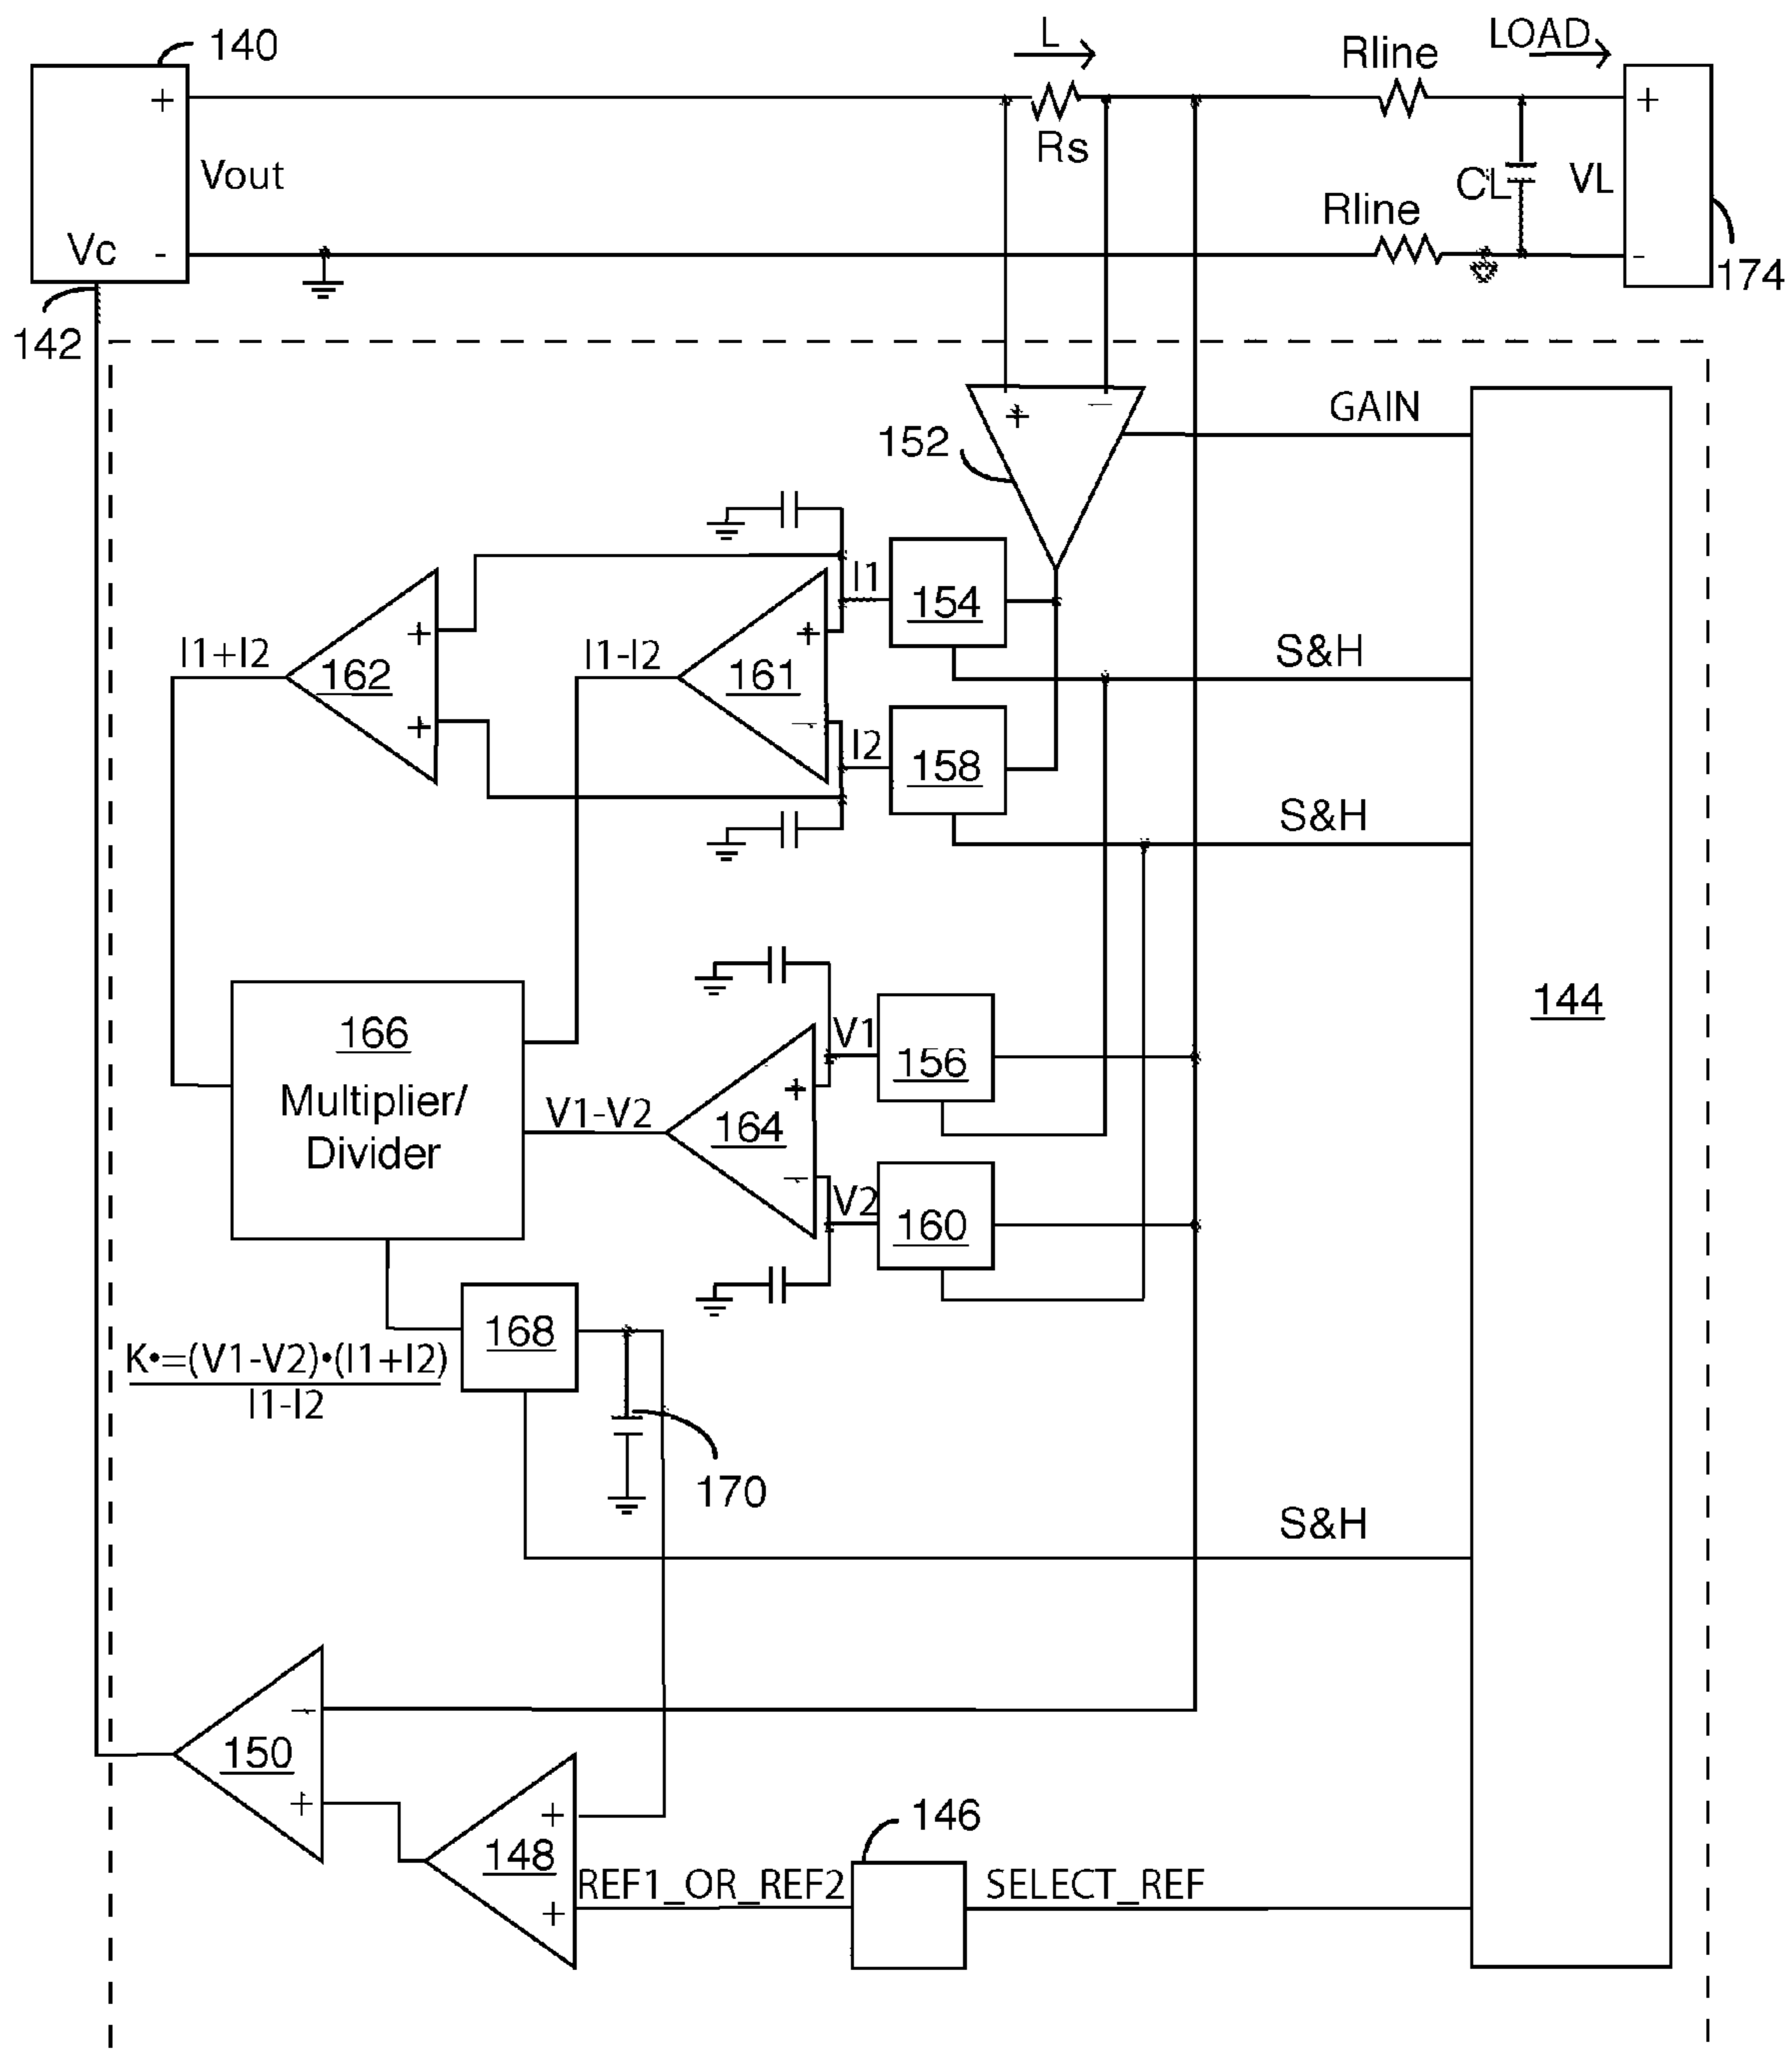 140
L
Rline
LOAD
+
+
Rs
Vout
CL
VL
Rline
Vc
-
-
174
142
GAIN
+
-
152
I1
154
I1+I2
+
162
I1-I2
+
161
S&H
+
-
I2
158
S&H
144
166
Multiplier/
Divider
V1
156
+
V1-V2
164
-
V2
160
168
K•=(V1-V2)•(I1+I2)
I1-I2
170
S&H
-
150
+
+
146
148
REF1_OR_REF2
SELECT_REF
+